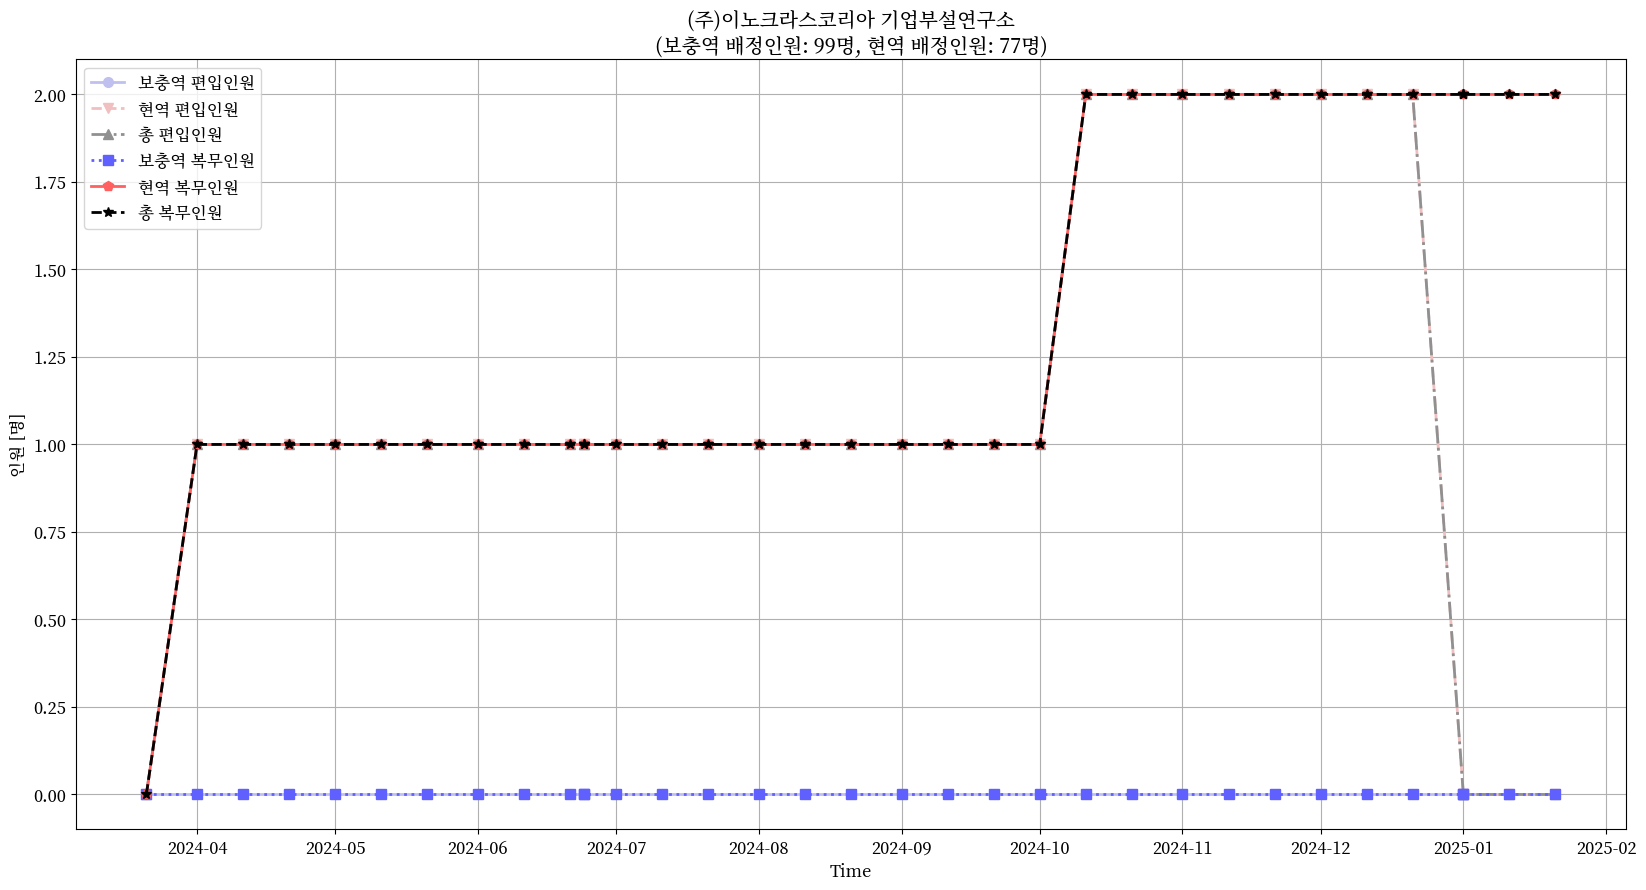 (주)이노크라스코리아 기업부설연구소
(보충역 배정인원: 99명, 현역 배정인원: 77명)
보충역 편입인원
현역 편입인원
총 편입인원
보충역 복무인원
현역 복무인원
총 복무인원
2.00
1.75
1.50
1.25
1.00
0.75
0.50
0.25
0.00
인원 [명]
2024-04 2024-05 2024-06 2024-07 2024-08 2024-09 2024-10 2024-11 2024-12 2025-01 2025-02
Time